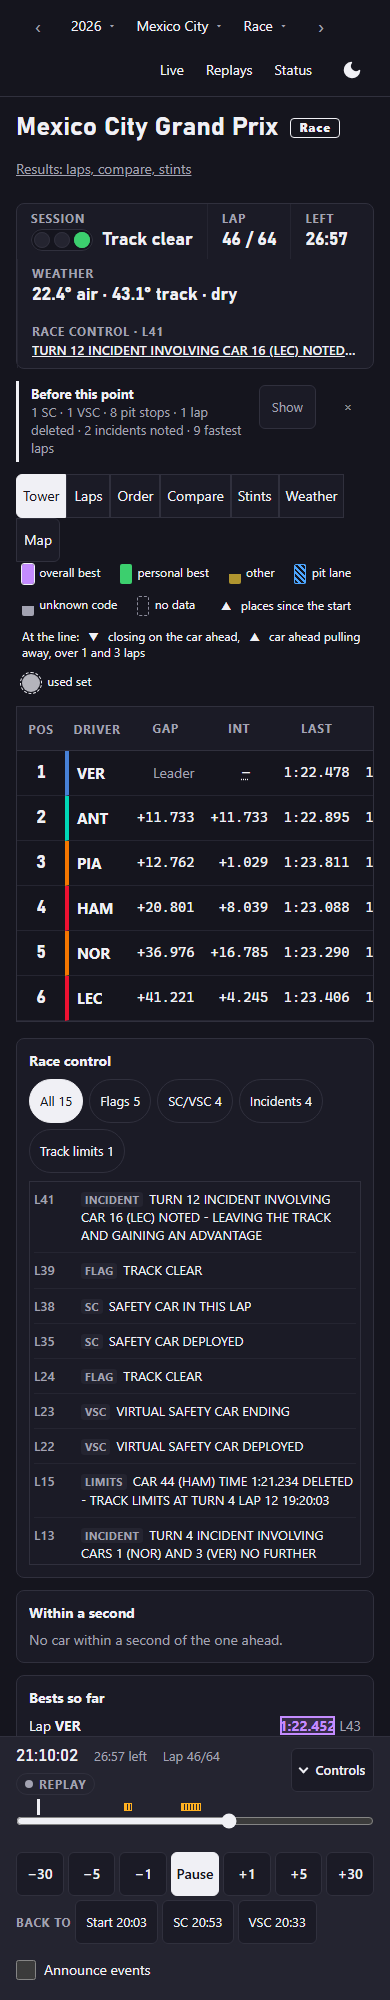 ‹ 2026 Mexico City Race ›
Live Replays Status
Mexico City Grand Prix Race
Results: laps, compare, stints
SESSION LAP LEFT
Track clear 46 / 64 26:57
WEATHER
22.4° air · 43.1° track · dry
RACE CONTROL · L41
TURN 12 INCIDENT INVOLVING CAR 16 (LEC) NOTED...
Before this point
1 SC · 1 VSC · 8 pit stops · 1 lap
deleted · 2 incidents noted · 9 fastest
laps
Show ×
Tower Laps Order Compare Stints Weather
Map
overall best personal best other pit lane
unknown code no data ▲ places since the start
At the line: ▼ closing on the car ahead, ▲ car ahead pulling
away, over 1 and 3 laps
used set
POS DRIVER GAP INT LAST
1 VER Leader – 1:22.478 1
2 ANT +11.733 +11.733 1:22.895 1
3 PIA +12.762 +1.029 1:23.811 1
4 HAM +20.801 +8.039 1:23.088 1
5 NOR +36.976 +16.785 1:23.290 1
6 LEC +41.221 +4.245 1:23.406 1
Race control
All 15 Flags 5 SC/VSC 4 Incidents 4
Track limits 1
L41 INCIDENT TURN 12 INCIDENT INVOLVING
CAR 16 (LEC) NOTED - LEAVING THE TRACK
AND GAINING AN ADVANTAGE
L39 FLAG TRACK CLEAR
L38 SC SAFETY CAR IN THIS LAP
L35 SC SAFETY CAR DEPLOYED
L24 FLAG TRACK CLEAR
L23 VSC VIRTUAL SAFETY CAR ENDING
L22 VSC VIRTUAL SAFETY CAR DEPLOYED
L15 LIMITS CAR 44 (HAM) TIME 1:21.234 DELETED
- TRACK LIMITS AT TURN 4 LAP 12 19:20:03
L13 INCIDENT TURN 4 INCIDENT INVOLVING
CARS 1 (NOR) AND 3 (VER) NO FURTHER
Within a second
No car within a second of the one ahead.
Bests so far
Lap VER 1:22.452 L43
21:10:02 26:57 left Lap 46/64
REPLAY
Controls
−30 −5 −1 Pause +1 +5 +30
BACK TO Start 20:03 SC 20:53 VSC 20:33
Announce events